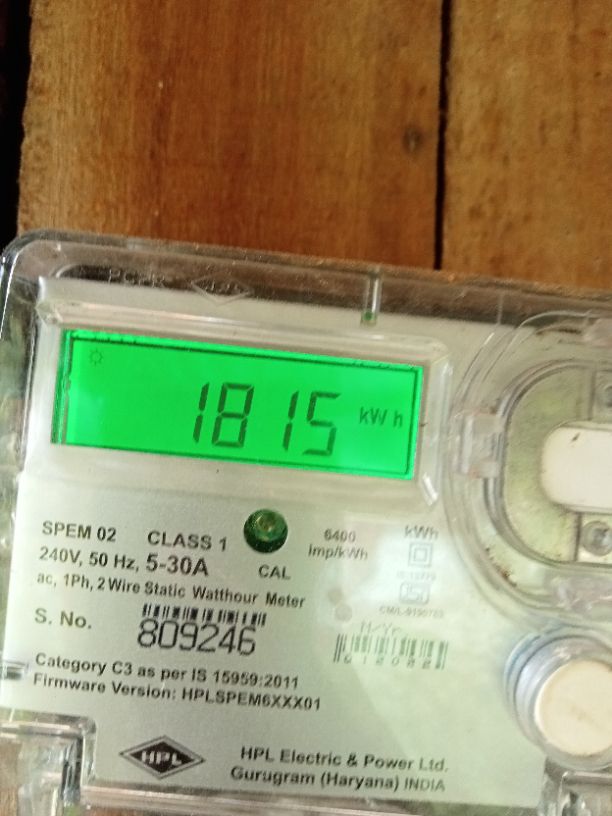 1815 kWh
SPEM 02 CLASS 1
6400 imp/kWh
kWh
240V, 50 Hz, 5-30A
CAL
ac, 1Ph, 2 Wire Static Watthour Meter
S. No.
809246
M/Yr.
Category C3 as per IS 15959:2011
Firmware Version: HPLSPEM6XXX01
HPL
HPL Electric & Power Ltd.
Gurugram (Haryana) INDIA